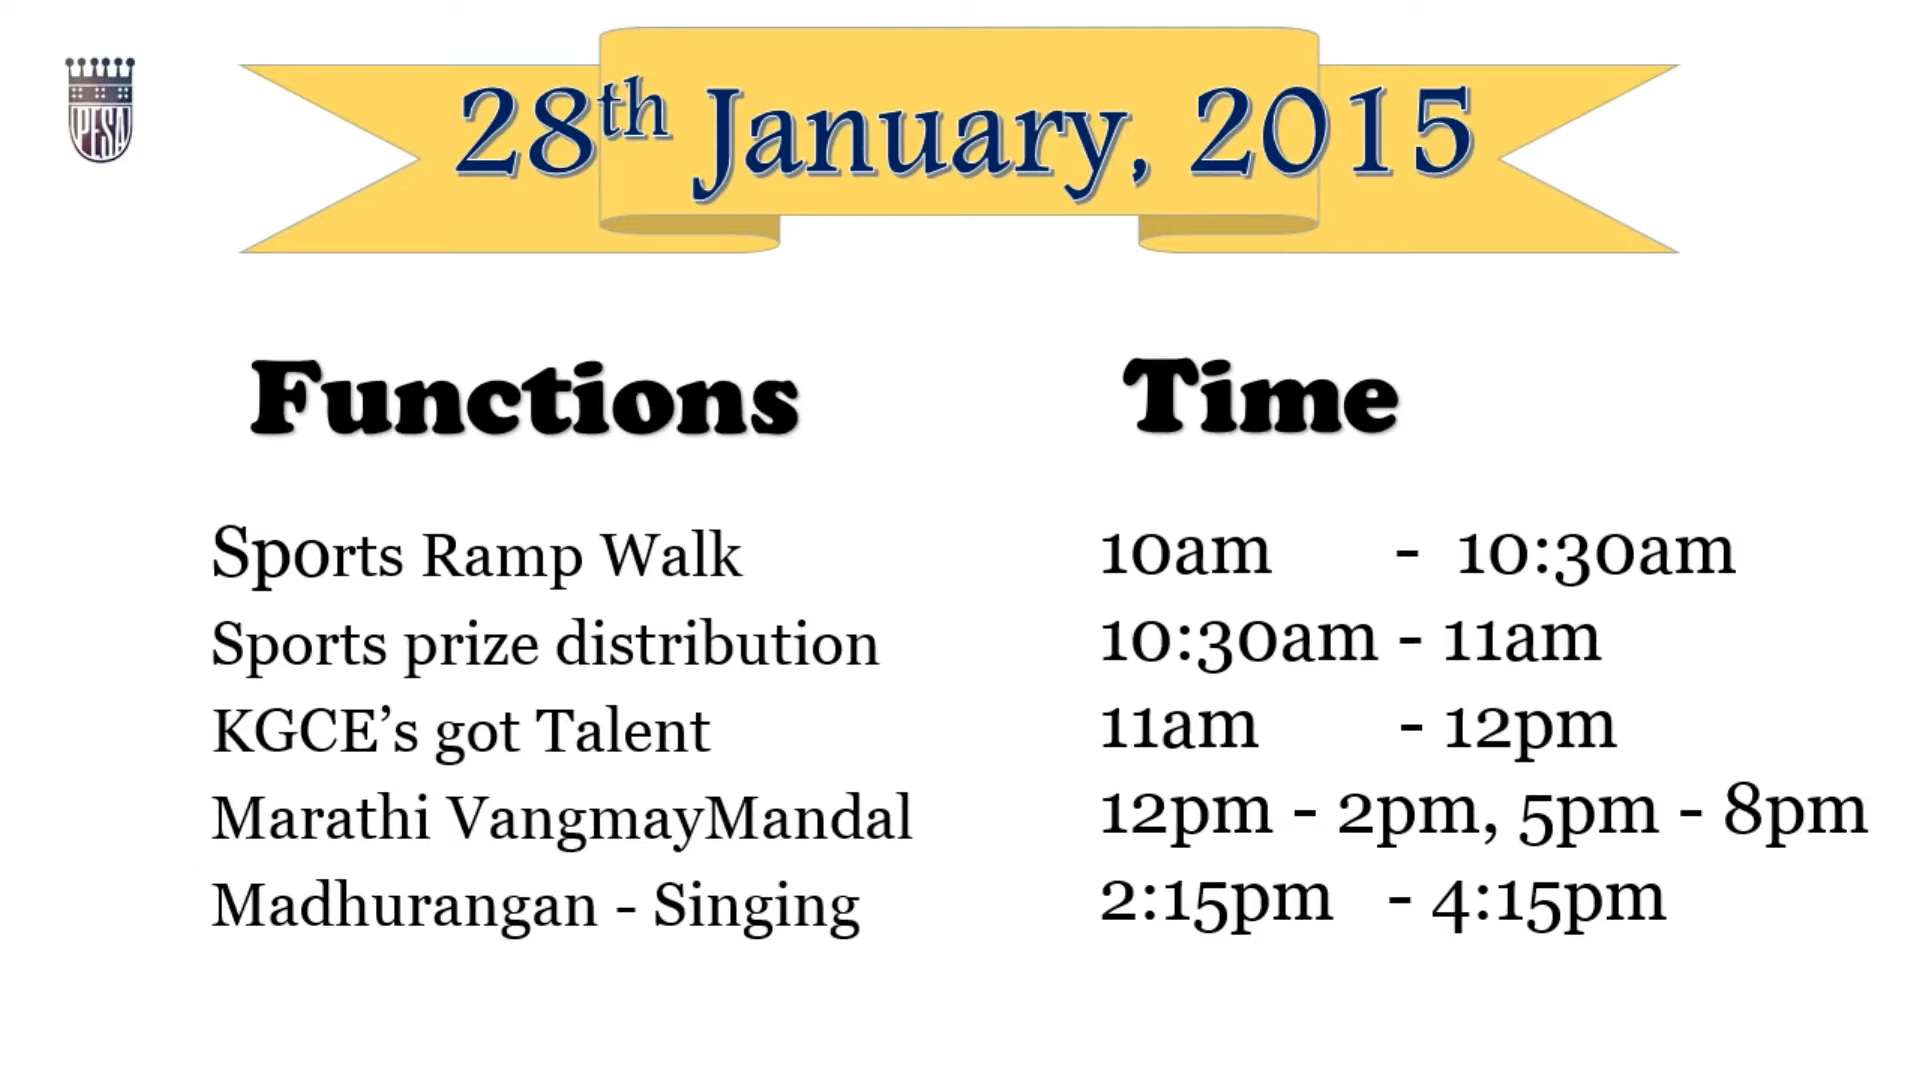 PESA
28th January, 2015
Functions Time
Sports Ramp Walk 10am - 10:30am
Sports prize distribution 10:30am - 11am
KGCE’s got Talent 11am - 12pm
Marathi VangmayMandal 12pm - 2pm, 5pm - 8pm
Madhurangan - Singing 2:15pm - 4:15pm